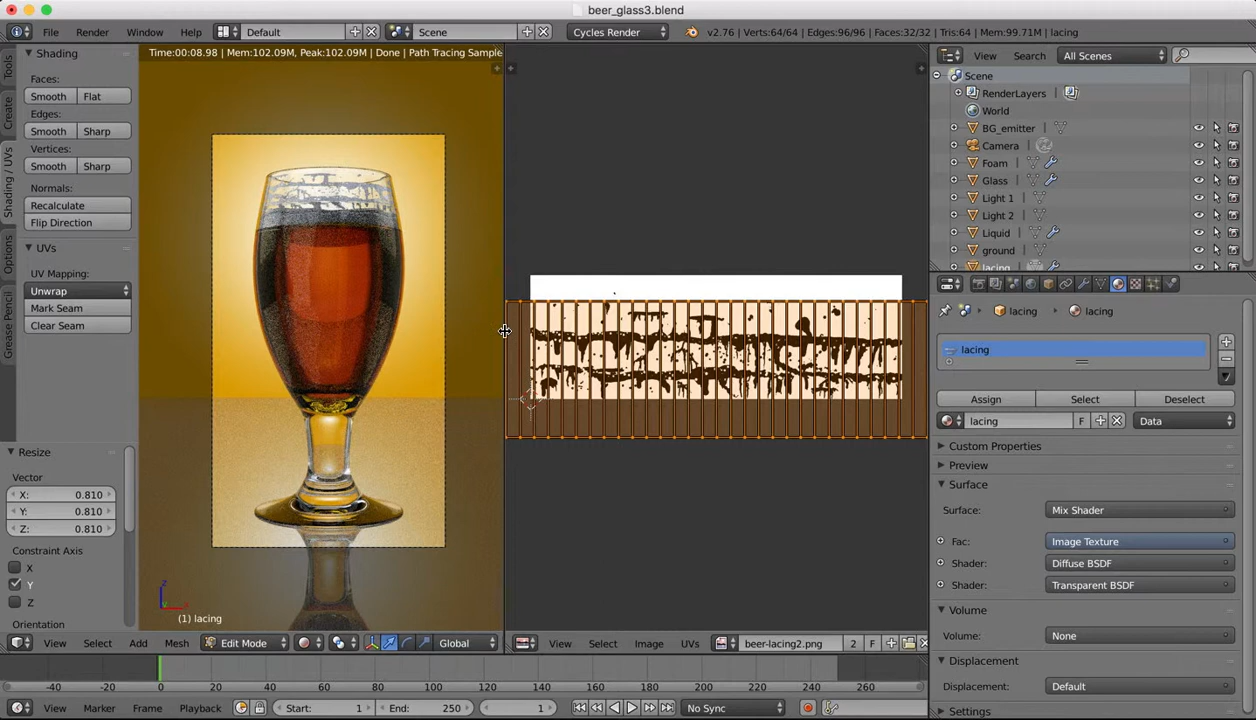 beer_glass3.blend
File Render Window Help Default Scene Cycles Render v2.76 | Verts:64/64 | Edges:96/96 | Faces:32/32 | Tris:64 | Mem:99.71M | lacing
Time:00:08.98 | Mem:102.09M, Peak:102.09M | Done | Path Tracing Sample
View Search All Scenes
Tools
Create
Shading / UVs
Options
Grease Pencil
Shading
Faces:
Smooth Flat
Edges:
Smooth Sharp
Vertices:
Smooth Sharp
Normals:
Recalculate
Flip Direction
UVs
UV Mapping:
Unwrap
Mark Seam
Clear Seam
Resize
Vector
X: 0.810
Y: 0.810
Z: 0.810
Constraint Axis
X
Y
Z
Orientation
(1) lacing
Scene
RenderLayers
World
BG_emitter
Camera
Foam
Glass
Light 1
Light 2
Liquid
ground
lacing
lacing lacing
lacing
Assign Select Deselect
lacing F Data
Custom Properties
Preview
Surface
Surface: Mix Shader
Fac: Image Texture
Shader: Diffuse BSDF
Shader: Transparent BSDF
Volume
Volume: None
Displacement
Displacement: Default
Settings
View Select Add Mesh Edit Mode Global
View Select Image UVs beer-lacing2.png 2 F
-40 -20 0 20 40 60 80 100 120 140 160 180 200 220 240 260
View Marker Frame Playback Start: 1 End: 250 1 No Sync